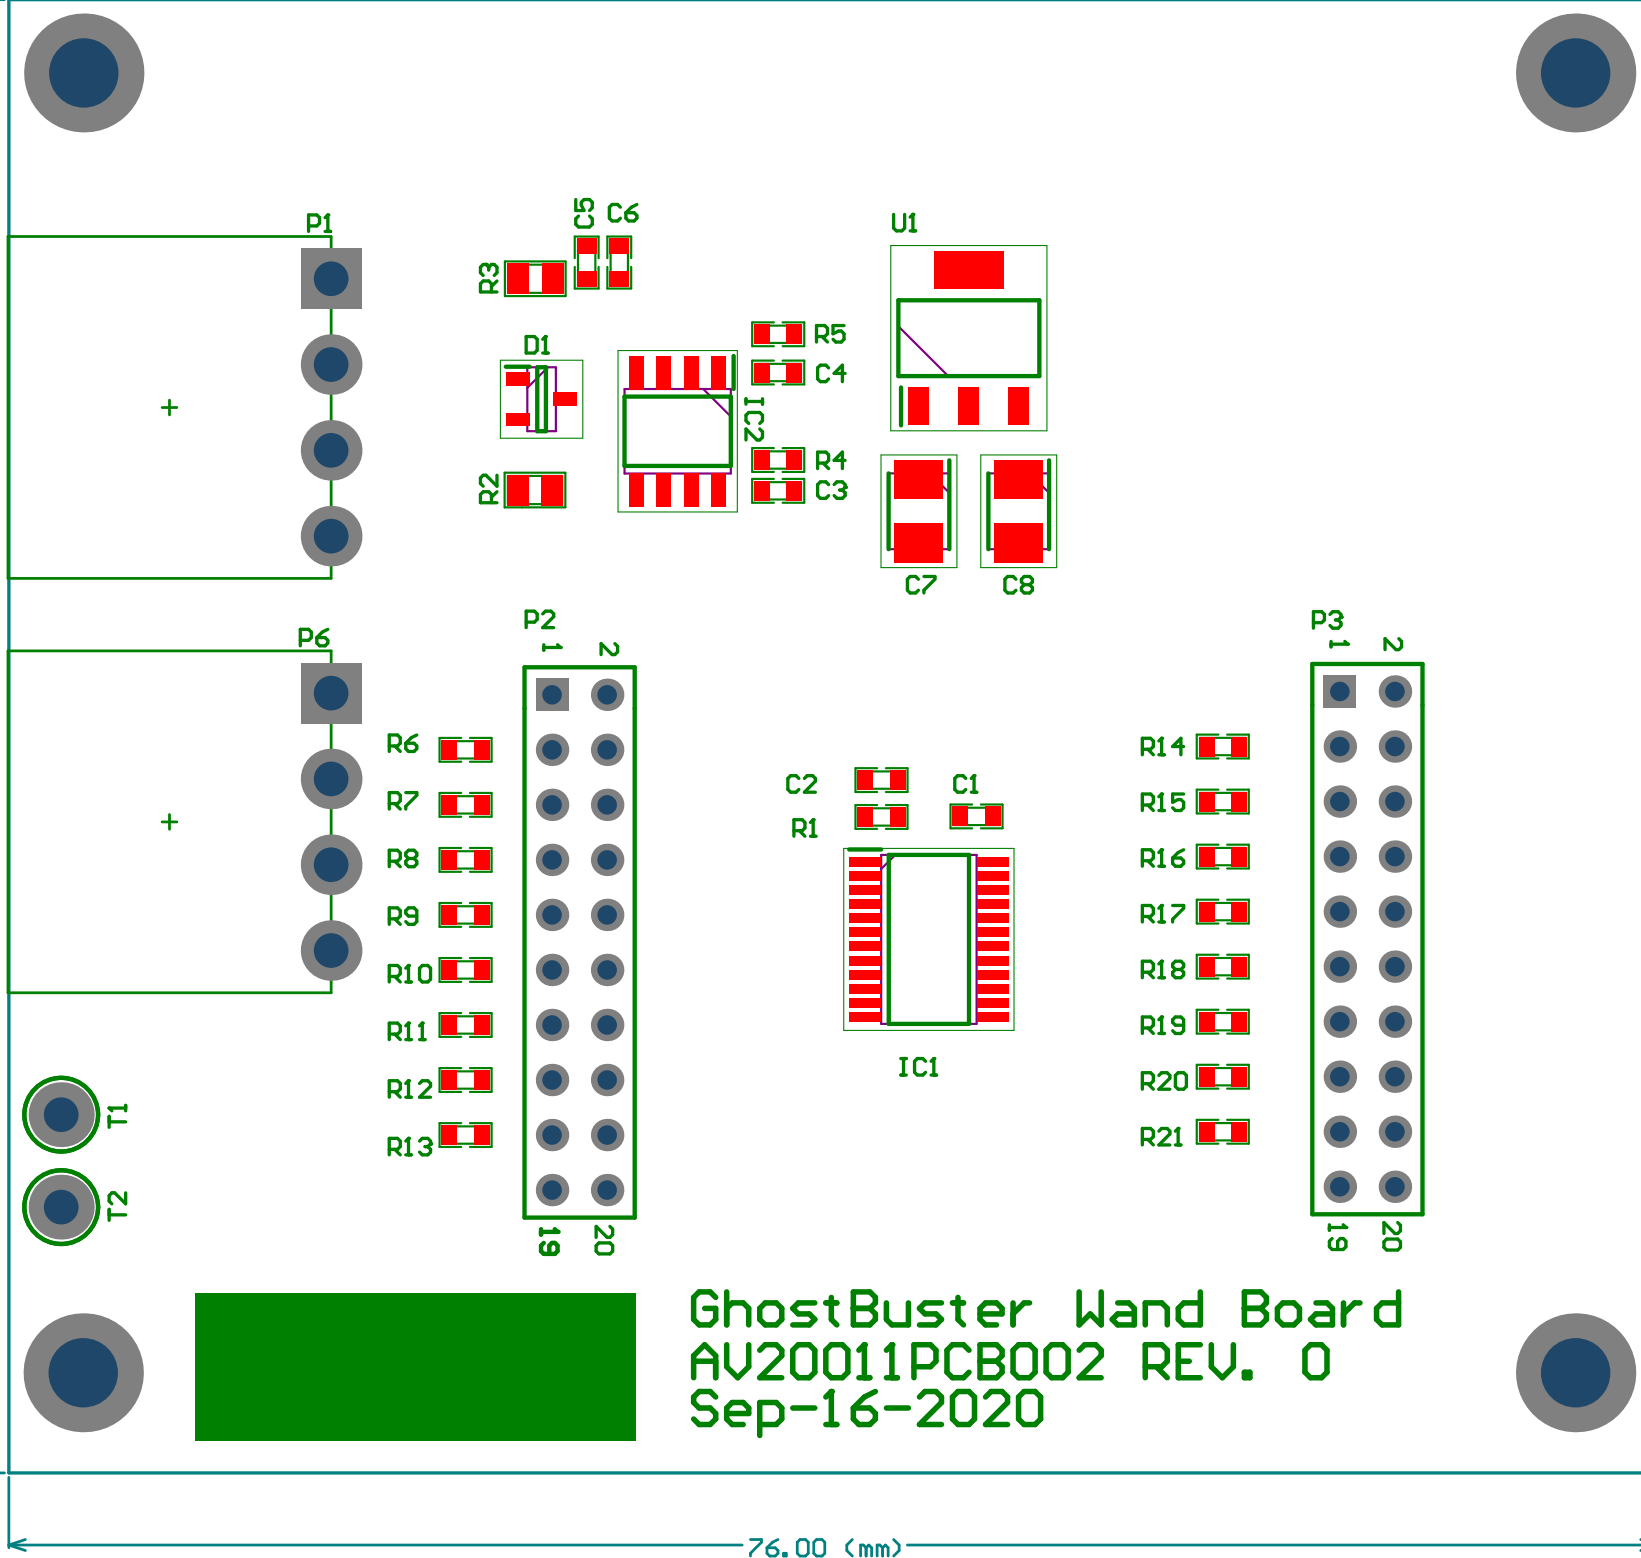 C5 C6
P1 U1
R3
R5
D1
C4
IC2
R4
R2 C3
C7 C8
P2 P3
P6 1 2 1 2
R6 R14
C2 C1
R7 R15
R1
R8 R16
R9 R17
R10 R18
R11 R19
IC1
R12 R20
T1
R13 R21
T2
19 20 19 20
GhostBuster Wand Board
AV20011PCB002 REV. 0
Sep-16-2020
76.00 (mm)